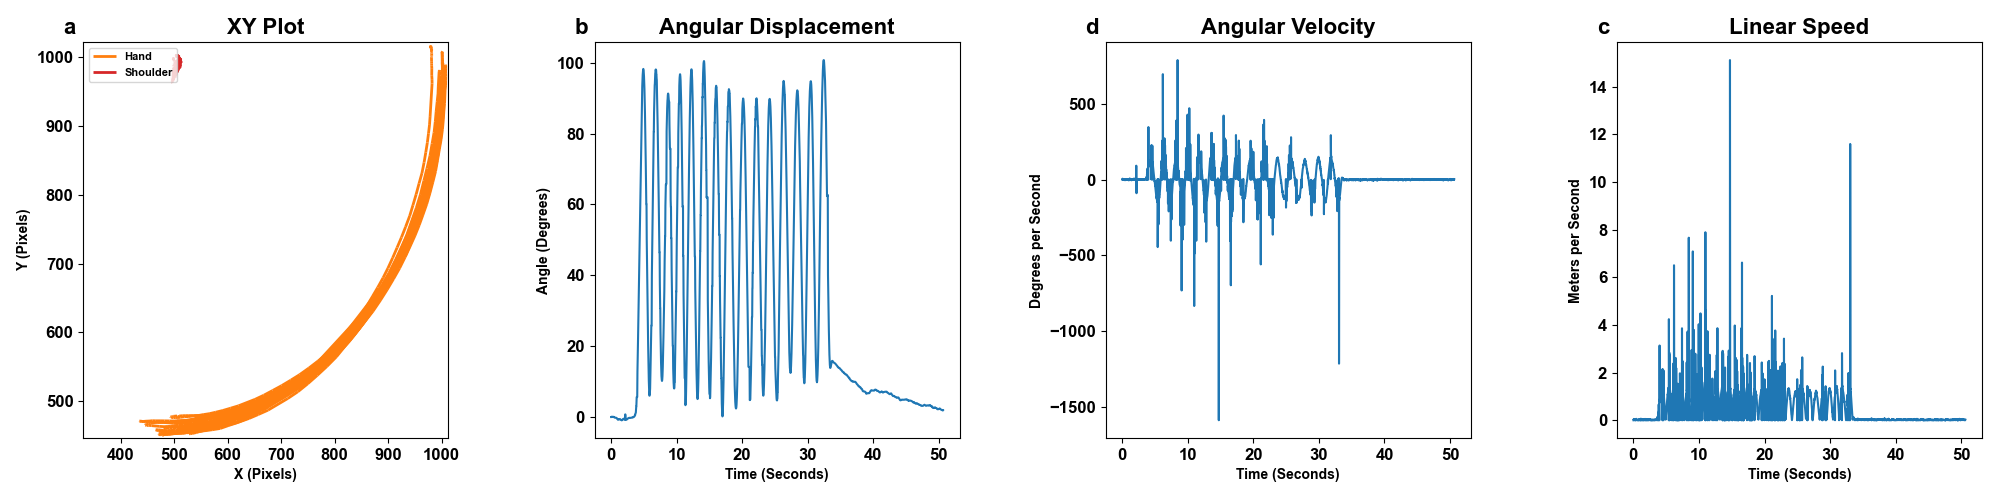 a
XY Plot
Hand
Shoulder
1000
900
800
700
600
500
Y (Pixels)
400 500 600 700 800 900 1000
X (Pixels)
b
Angular Displacement
100
80
60
40
20
0
Angle (Degrees)
0 10 20 30 40 50
Time (Seconds)
d
Angular Velocity
500
0
−500
−1000
−1500
Degrees per Second
0 10 20 30 40 50
Time (Seconds)
c
Linear Speed
14
12
10
8
6
4
2
0
Meters per Second
0 10 20 30 40 50
Time (Seconds)